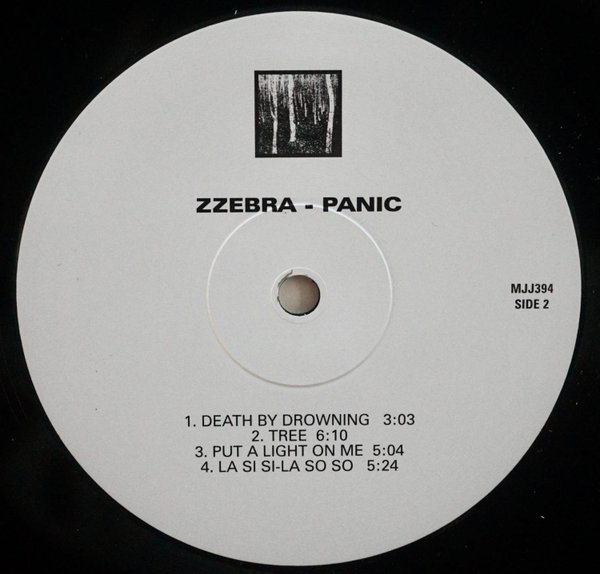 ZZEBRA - PANIC
MJJ394
SIDE 2
1. DEATH BY DROWNING 3:03
2. TREE 6:10
3. PUT A LIGHT ON ME 5:04
4. LA SI SI-LA SO SO 5:24